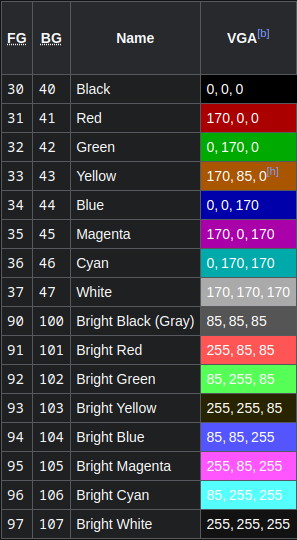 FG BG Name VGA[b]
30 40 Black 0, 0, 0
31 41 Red 170, 0, 0
32 42 Green 0, 170, 0
33 43 Yellow 170, 85, 0[h]
34 44 Blue 0, 0, 170
35 45 Magenta 170, 0, 170
36 46 Cyan 0, 170, 170
37 47 White 170, 170, 170
90 100 Bright Black (Gray) 85, 85, 85
91 101 Bright Red 255, 85, 85
92 102 Bright Green 85, 255, 85
93 103 Bright Yellow 255, 255, 85
94 104 Bright Blue 85, 85, 255
95 105 Bright Magenta 255, 85, 255
96 106 Bright Cyan 85, 255, 255
97 107 Bright White 255, 255, 255